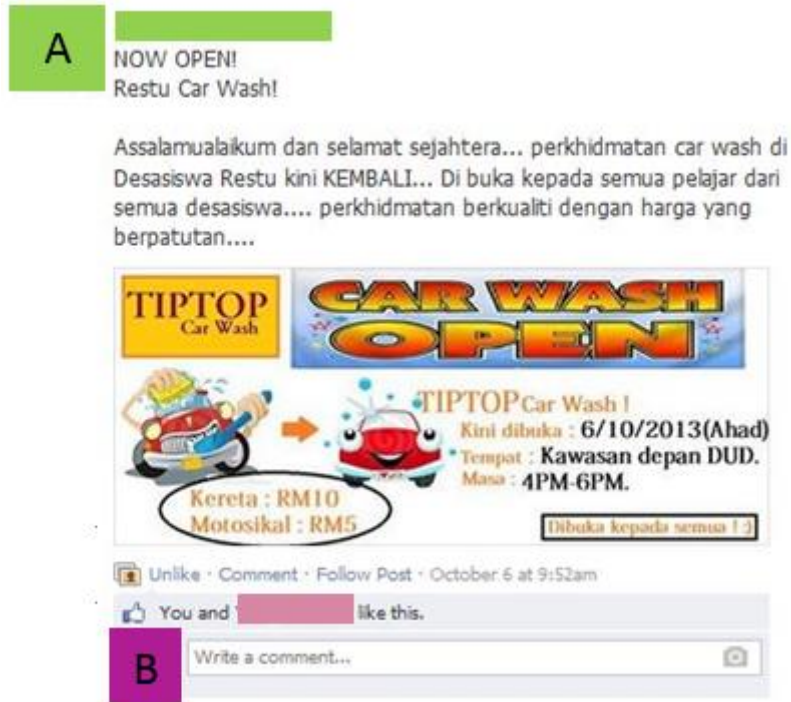 A
NOW OPEN!
Restu Car Wash!
Assalamualaikum dan selamat sejahtera... perkhidmatan car wash di
Desasiswa Restu kini KEMBALI... Di buka kepada semua pelajar dari
semua desasiswa.... perkhidmatan berkualiti dengan harga yang
berpatutan....
TIPTOP
Car Wash
CAR WASH
OPEN
TIPTOP Car Wash !
Kini dibuka : 6/10/2013(Ahad)
Tempat : Kawasan depan DUD.
Masa : 4PM-6PM.
Kereta : RM10
Motosikal : RM5
Dibuka kepada semua ! :)
Unlike · Comment · Follow Post · October 6 at 9:52am
You and like this.
B
Write a comment...